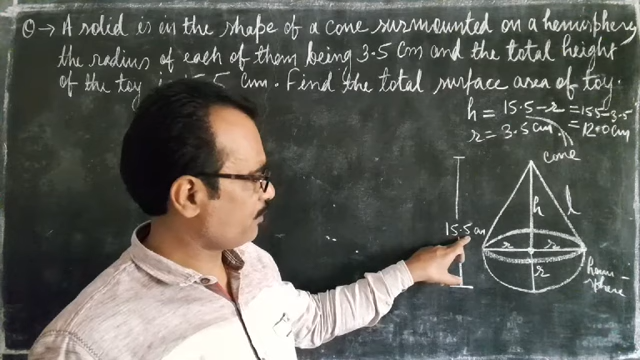 Q → A solid is in the shape of a cone surmounted on a hemisphere,
the radius of each of them being 3.5 cm and the total height
of the toy 15.5 cm. Find the total surface area of toy.
h = 15.5 - r = 15.5-3.5
r = 3.5 cm = 12.0 cm
cone
h l
15.5 cm
r r
r
hemi-
sphere